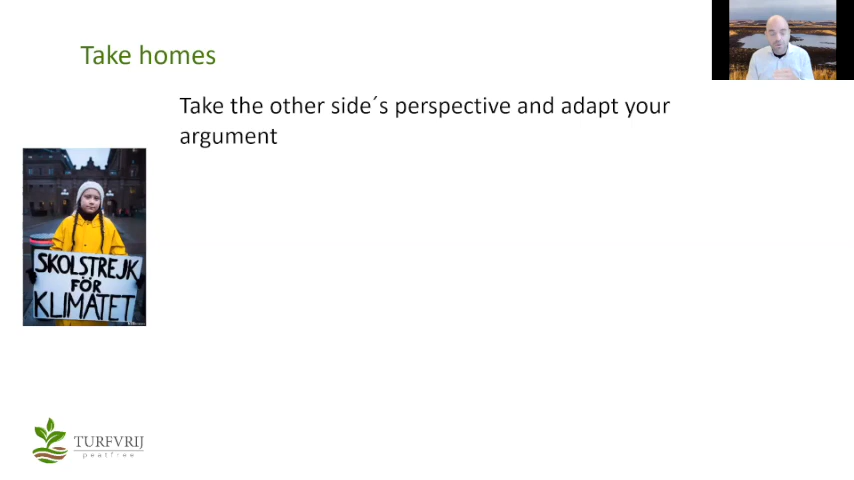 Take homes
Take the other side´s perspective and adapt your
argument
SKOLSTREJK
FÖR
KLIMATET
TURFVRIJ
peatfree